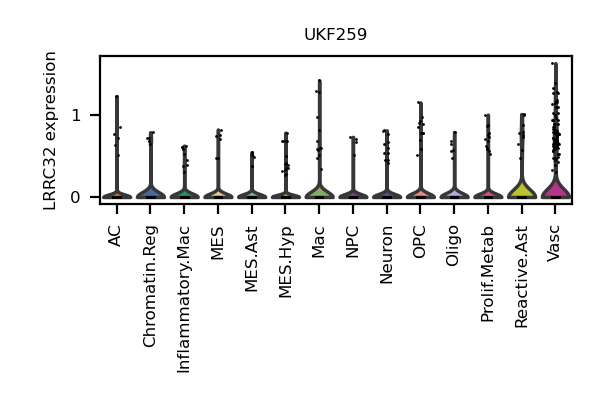 UKF259
LRRC32 expression
1
0
AC
Chromatin.Reg
Inflammatory.Mac
MES
MES.Ast
MES.Hyp
Mac
NPC
Neuron
OPC
Oligo
Prolif.Metab
Reactive.Ast
Vasc